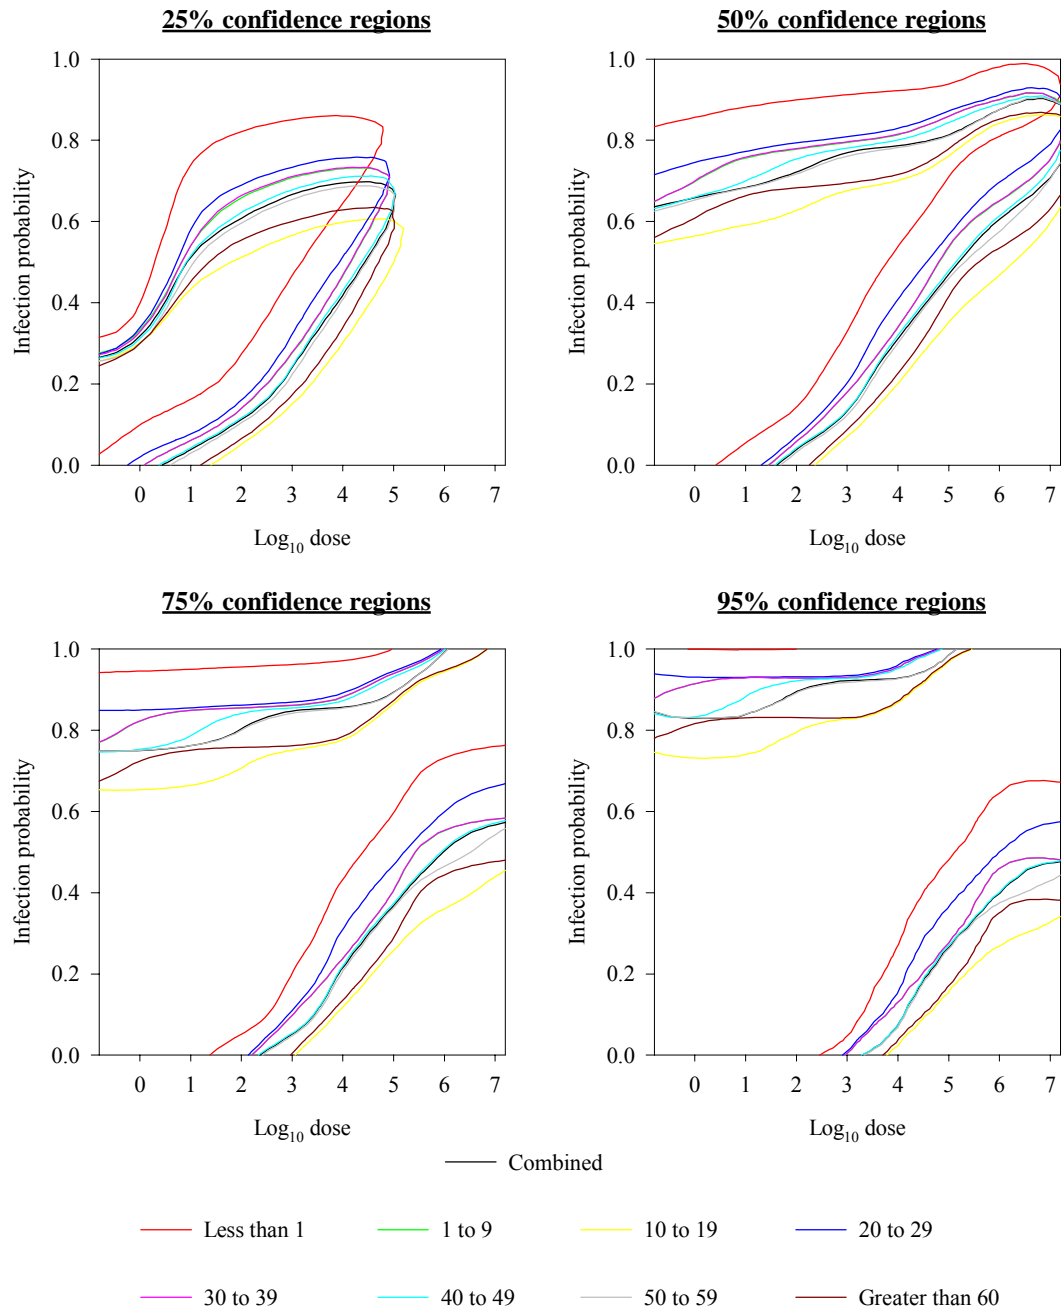 25% confidence regions
50% confidence regions
1.0
0.8
0.6
0.4
0.2
0.0
Infection probability
0 1 2 3 4 5 6 7
Log10 dose
1.0
0.8
0.6
0.4
0.2
0.0
Infection probability
0 1 2 3 4 5 6 7
Log10 dose
75% confidence regions
95% confidence regions
1.0
0.8
0.6
0.4
0.2
0.0
Infection probability
0 1 2 3 4 5 6 7
Log10 dose
1.0
0.8
0.6
0.4
0.2
0.0
Infection probability
0 1 2 3 4 5 6 7
Log10 dose
Combined
Less than 1
1 to 9
10 to 19
20 to 29
30 to 39
40 to 49
50 to 59
Greater than 60